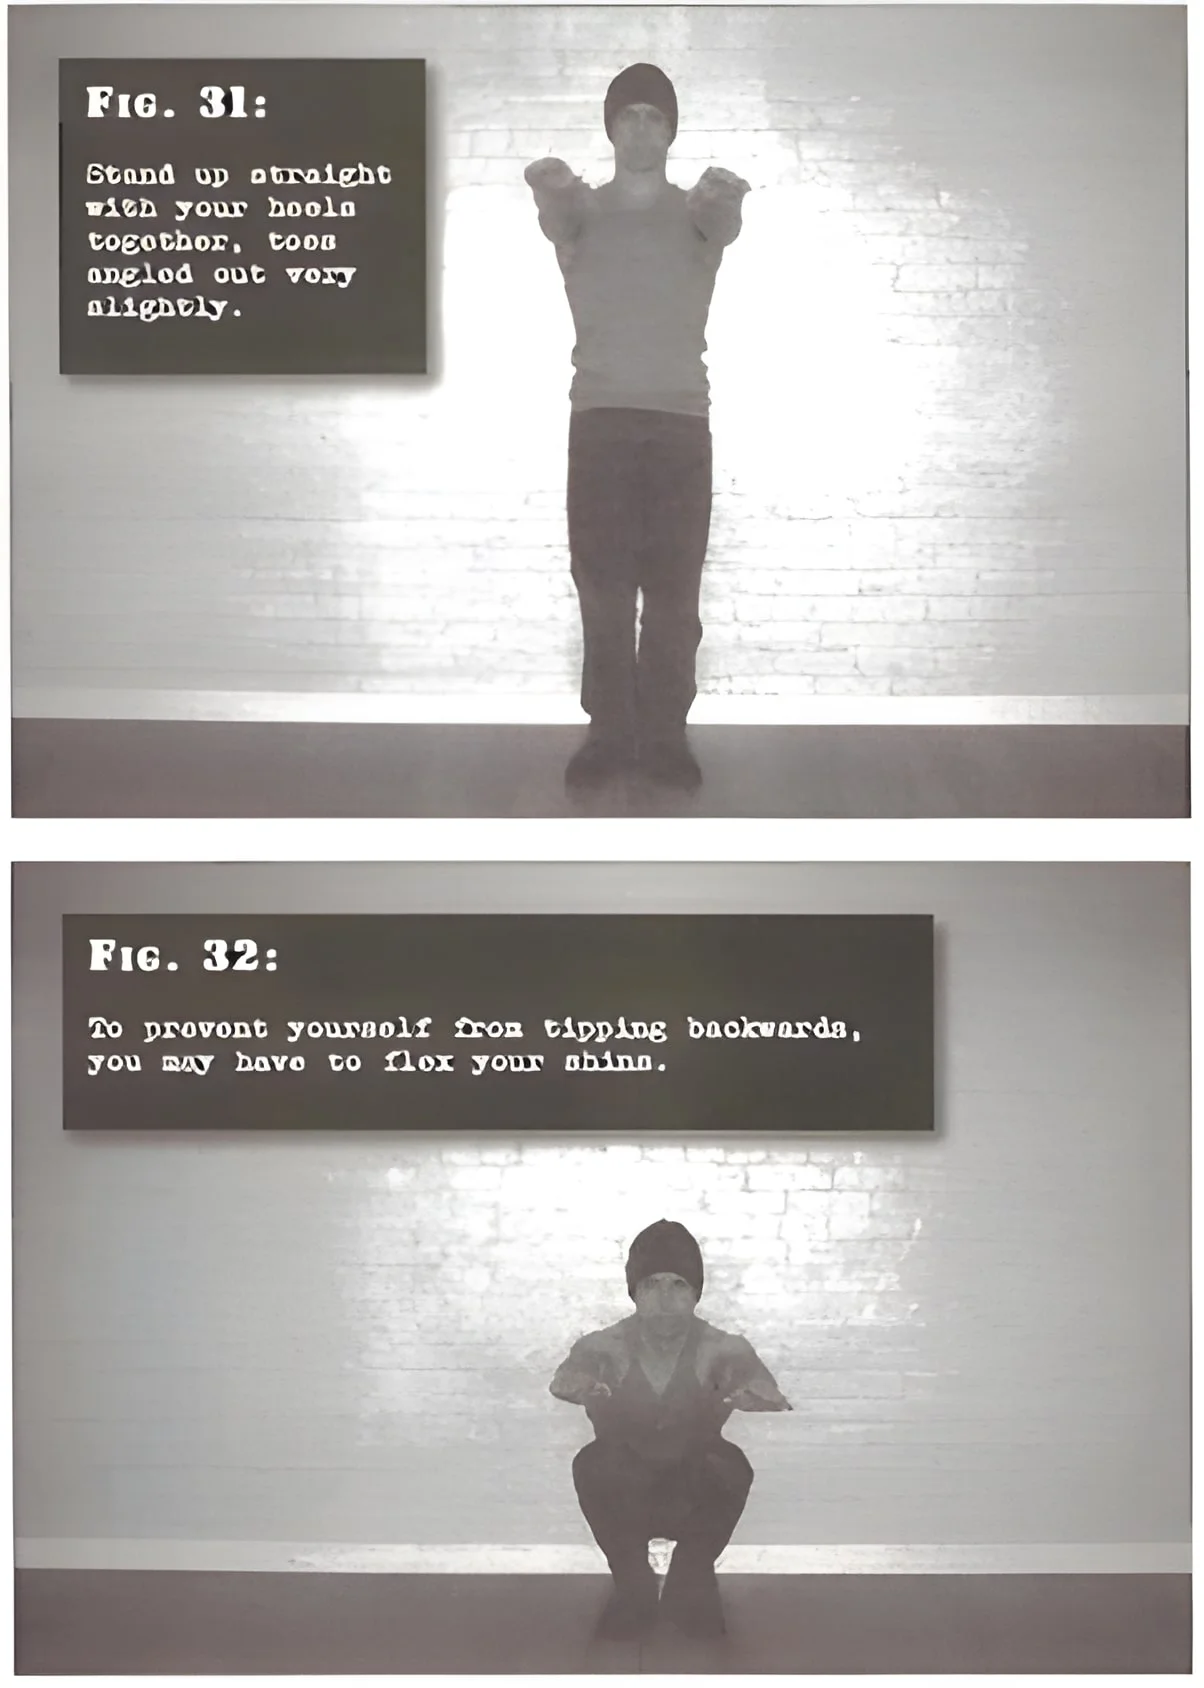 Fig. 31:
Stand up straight
with your heels
together, toes
angled out very
slightly.
Fig. 32:
To prevent yourself from tipping backwards,
you may have to flex your shins.